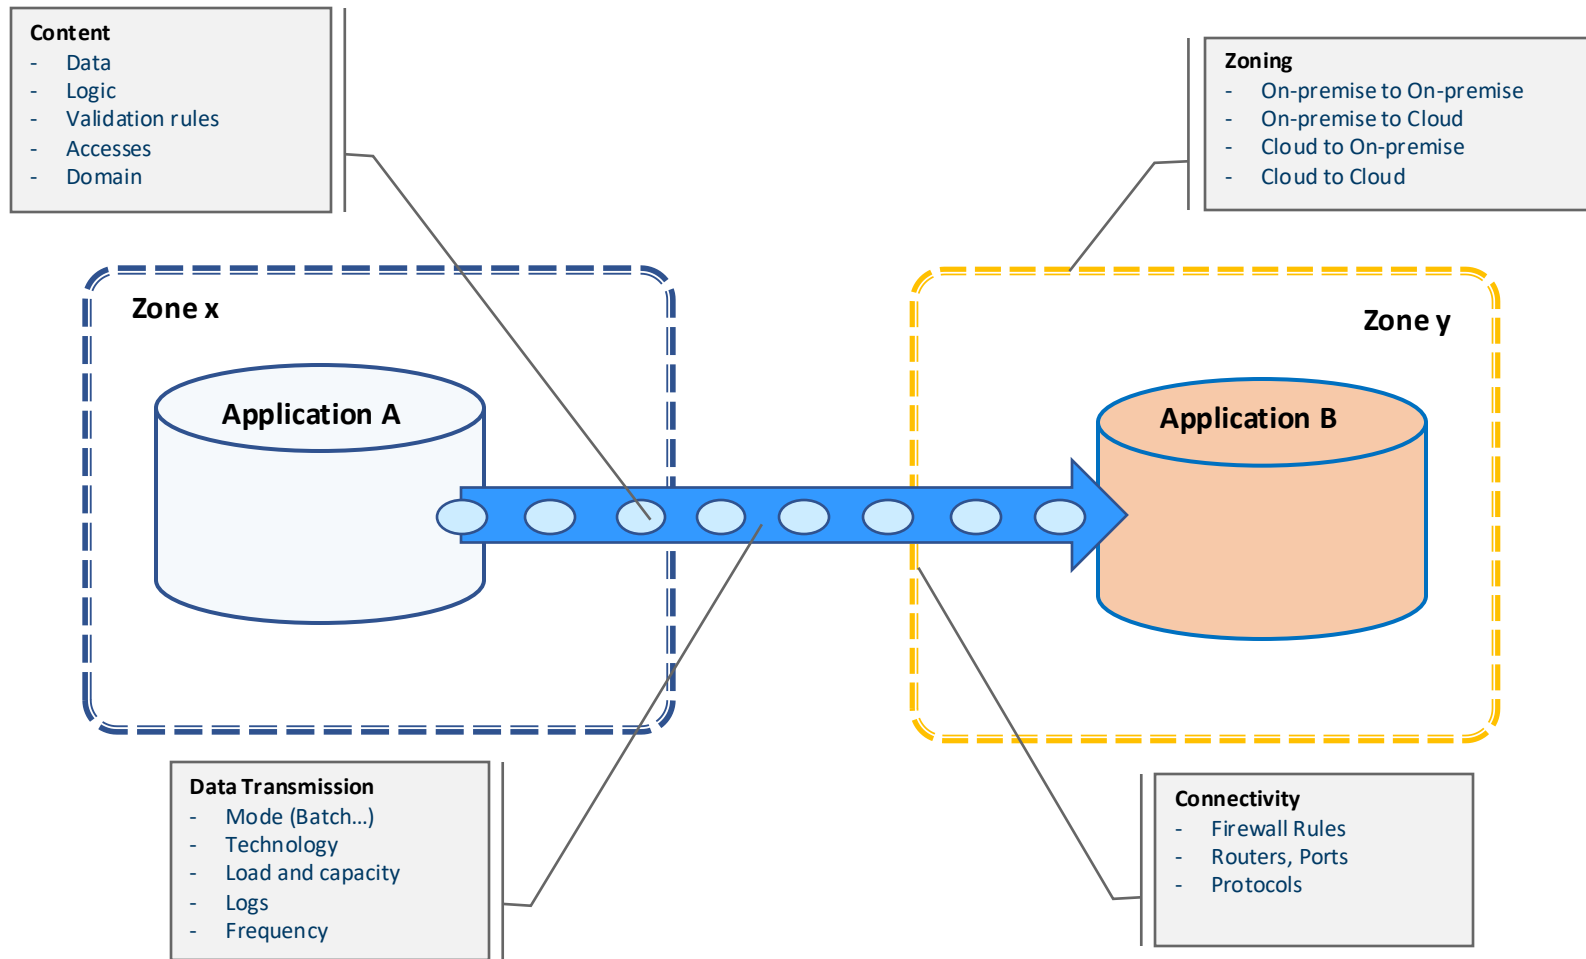 Content
- Data
- Logic
- Validation rules
- Accesses
- Domain
Zoning
- On-premise to On-premise
- On-premise to Cloud
- Cloud to On-premise
- Cloud to Cloud
Zone x
Zone y
Application A
Application B
Data Transmission
- Mode (Batch...)
- Technology
- Load and capacity
- Logs
- Frequency
Connectivity
- Firewall Rules
- Routers, Ports
- Protocols